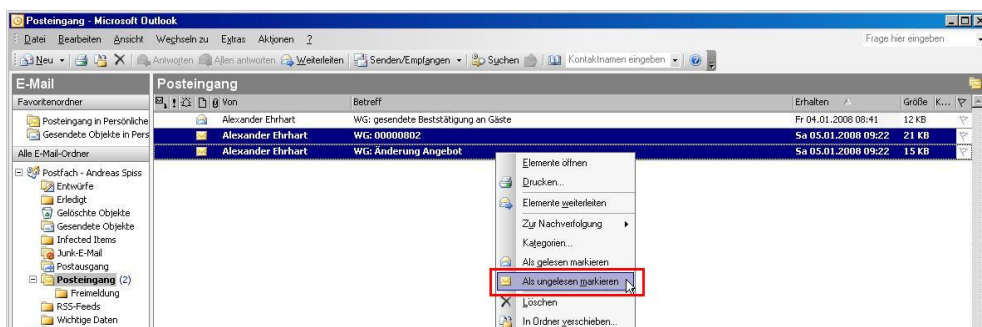 Posteingang - Microsoft Outlook
Datei Bearbeiten Ansicht Wechseln zu Extras Aktionen ? Frage hier eingeben
Neu Antworten Allen antworten Weiterleiten Senden/Empfangen Suchen Kontaktnamen eingeben
E-Mail Posteingang
Favoritenordner Von Betreff Erhalten Größe K...
Posteingang in Persönliche Alexander Ehrhart WG: gesendete Beststätigung an Gäste Fr 04.01.2008 08:41 12 KB
Gesendete Objekte in Pers Alexander Ehrhart WG: 00000802 Sa 05.01.2008 09:22 21 KB
Alle E-Mail-Ordner Alexander Ehrhart WG: Änderung Angebot Sa 05.01.2008 09:22 15 KB
Postfach - Andreas Spiss
Entwürfe
Erledigt
Gelöschte Objekte
Gesendete Objekte
Infected Items
Junk-E-Mail
Postausgang
Posteingang (2)
Freimeldung
RSS-Feeds
Wichtige Daten
Elemente öffnen
Drucken...
Elemente weiterleiten
Zur Nachverfolgung
Kategorien...
Als gelesen markieren
Als ungelesen markieren
Löschen
In Ordner verschieben...